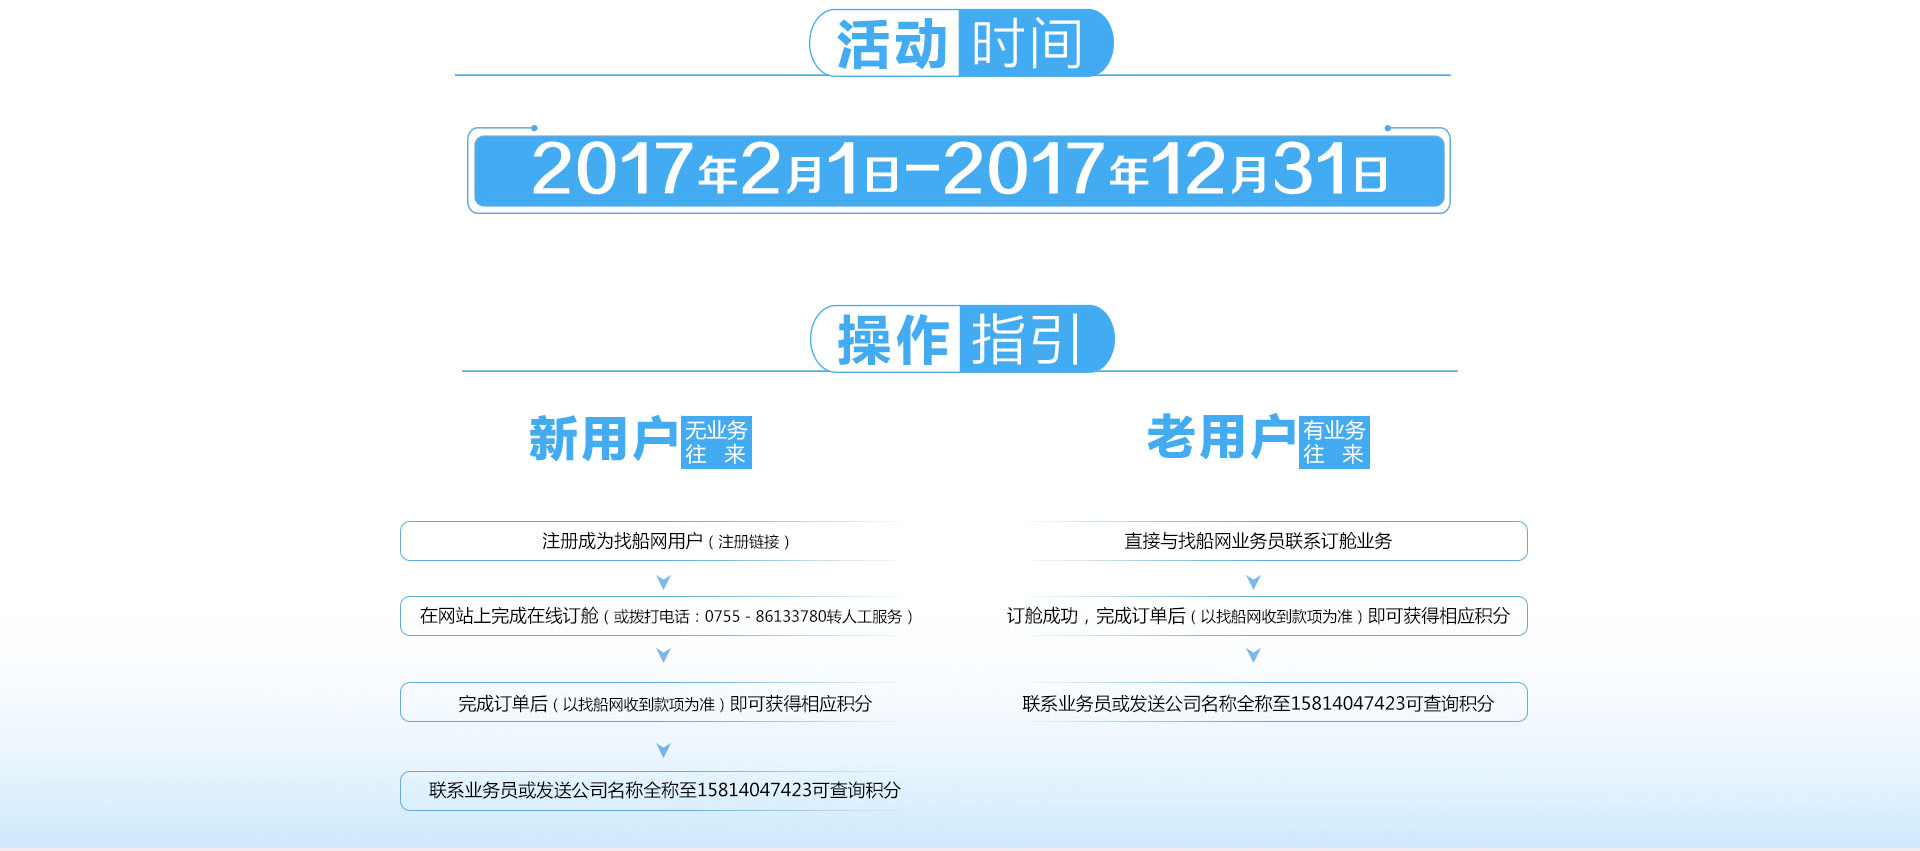 活动时间
2017年2月1日-2017年12月31日
操作指引
新用户 无业务
往 来
注册成为找船网用户（注册链接）
在网站上完成在线订舱（或拨打电话：0755 - 86133780转人工服务）
完成订单后（以找船网收到款项为准）即可获得相应积分
联系业务员或发送公司名称全称至15814047423可查询积分
老用户 有业务
往 来
直接与找船网业务员联系订舱业务
订舱成功，完成订单后（以找船网收到款项为准）即可获得相应积分
联系业务员或发送公司名称全称至15814047423可查询积分